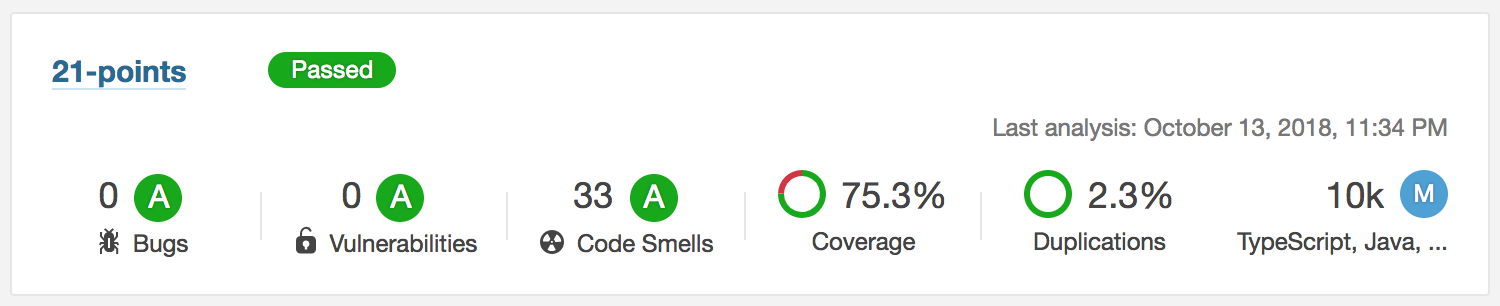 21-points Passed
Last analysis: October 13, 2018, 11:34 PM
0 A 0 A 33 A 75.3% 2.3% 10k M
Bugs Vulnerabilities Code Smells Coverage Duplications TypeScript, Java, ...